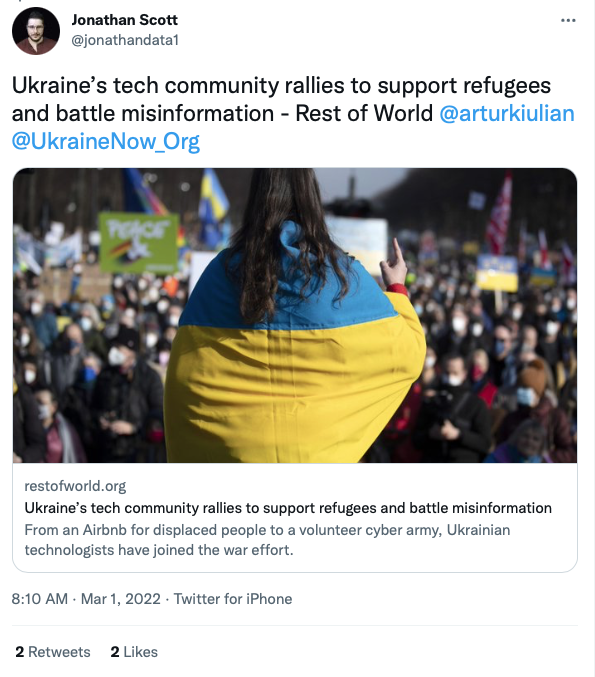 Jonathan Scott
@jonathandata1
Ukraine’s tech community rallies to support refugees
and battle misinformation - Rest of World @arturkiulian
@UkraineNow_Org
PEACE
restofworld.org
Ukraine’s tech community rallies to support refugees and battle misinformation
From an Airbnb for displaced people to a volunteer cyber army, Ukrainian
technologists have joined the war effort.
8:10 AM · Mar 1, 2022 · Twitter for iPhone
2 Retweets 2 Likes